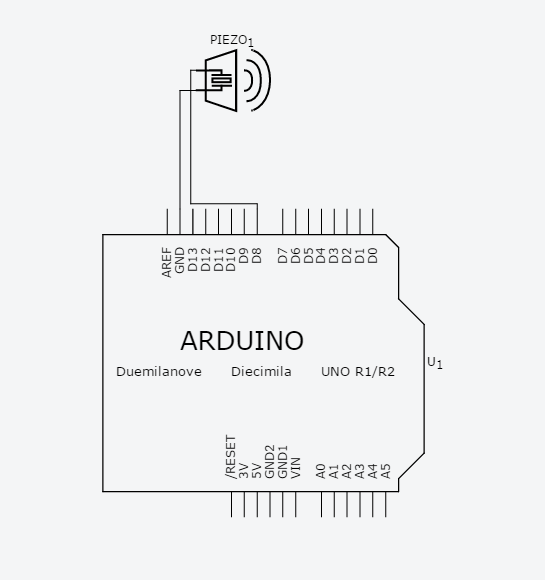 PIEZO1
AREF GND D13 D12 D11 D10 D9 D8 D7 D6 D5 D4 D3 D2 D1 D0
ARDUINO
U1
Duemilanove Diecimila UNO R1/R2
/RESET 3V 5V GND2 GND1 VIN A0 A1 A2 A3 A4 A5